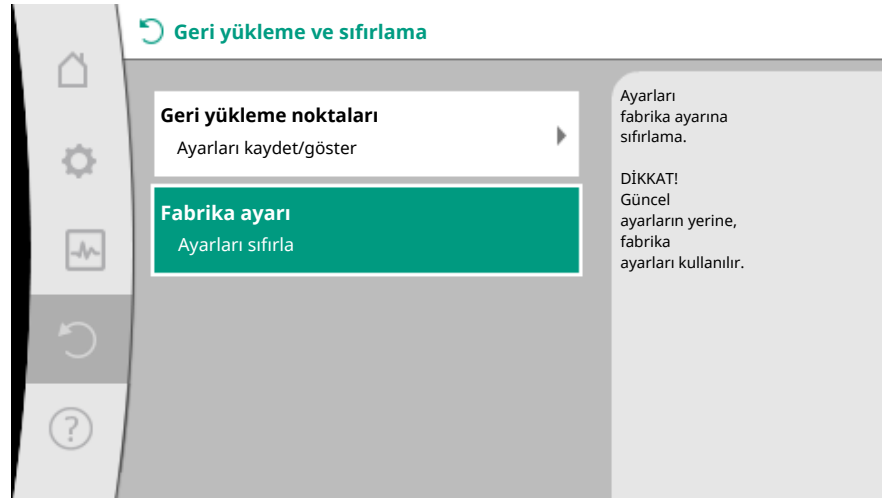 Geri yükleme ve sıfırlama
Geri yükleme noktaları
Ayarları kaydet/göster
Fabrika ayarı
Ayarları sıfırla
Ayarları
fabrika ayarına
sıfırlama.
DİKKAT!
Güncel
ayarların yerine,
fabrika
ayarları kullanılır.
?